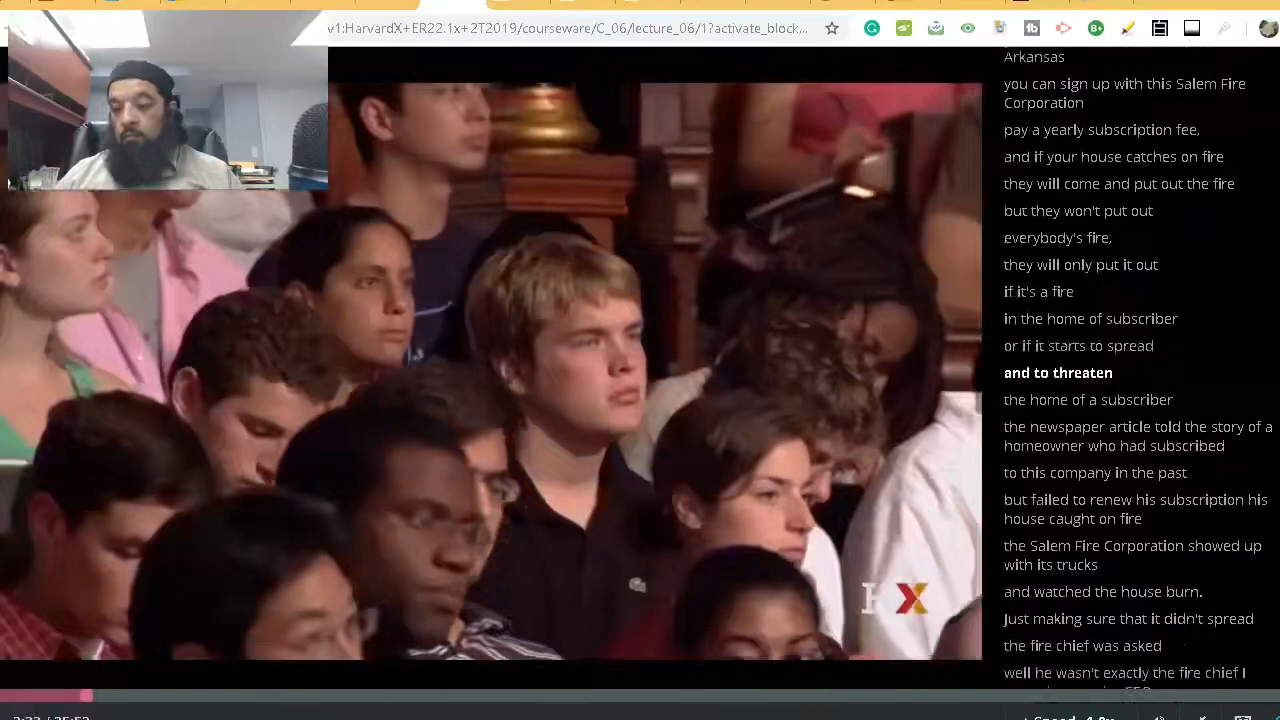 v1:HarvardX+ER22.1x+2T2019/courseware/C_06/lecture_06/1?activate_block...
Arkansas
you can sign up with this Salem Fire
Corporation
pay a yearly subscription fee,
and if your house catches on fire
they will come and put out the fire
but they won't put out
everybody's fire;
they will only put it out
if it's a fire
in the home of subscriber
or if it starts to spread
and to threaten
the home of a subscriber
the newspaper article told the story of a
homeowner who had subscribed
to this company in the past
but failed to renew his subscription his
house caught on fire
the Salem Fire Corporation showed up
with its trucks
and watched the house burn.
Just making sure that it didn't spread
the fire chief was asked
well he wasn't exactly the fire chief I